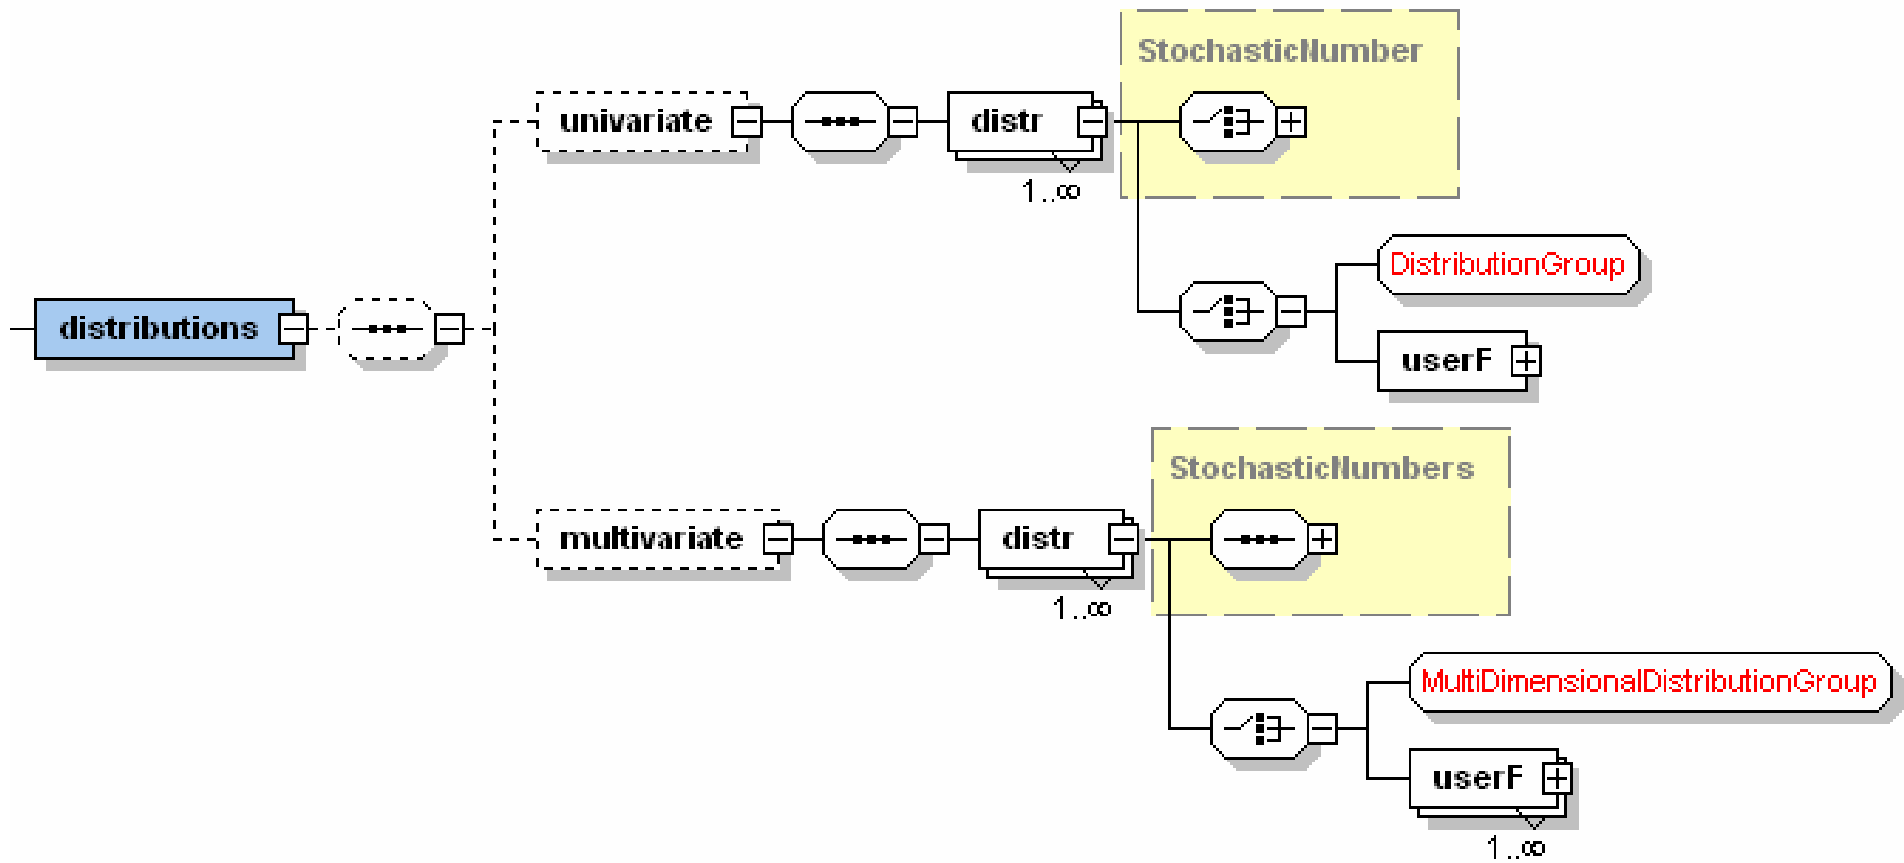 StochasticNumber
univariate
distr
1..∞
DistributionGroup
distributions
userF
StochasticNumbers
multivariate
distr
1..∞
MultiDimensionalDistributionGroup
userF
1..∞